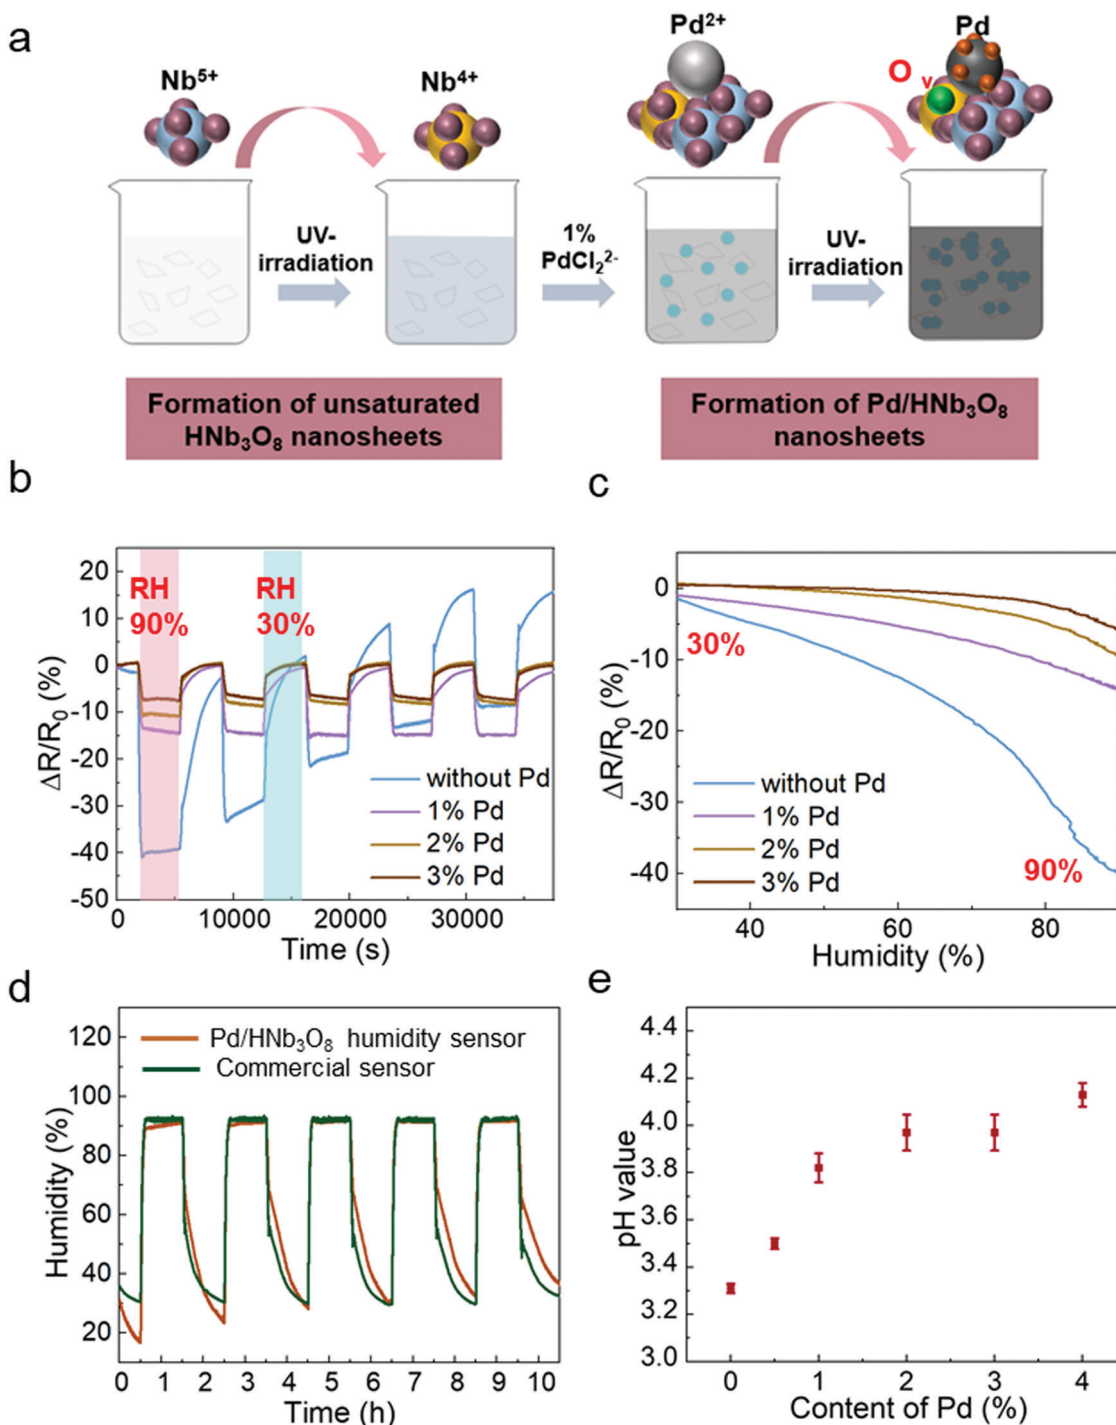 a
Nb⁵⁺
Nb⁴⁺
Pd²⁺
Pd
O ᵥ
UV-
irradiation
1%
PdCl₂²⁻
UV-
irradiation
Formation of unsaturated
HNb₃O₈ nanosheets
Formation of Pd/HNb₃O₈
nanosheets
b
ΔR/R₀ (%)
20
10
0
-10
-20
-30
-40
-50
RH
90%
RH
30%
without Pd
1% Pd
2% Pd
3% Pd
0
10000
20000
30000
Time (s)
c
ΔR/R₀ (%)
0
-10
-20
-30
-40
30%
90%
without Pd
1% Pd
2% Pd
3% Pd
40
60
80
Humidity (%)
d
Humidity (%)
120
100
80
60
40
20
Pd/HNb₃O₈ humidity sensor
Commercial sensor
0 1 2 3 4 5 6 7 8 9 10
Time (h)
e
pH value
4.4
4.2
4.0
3.8
3.6
3.4
3.2
3.0
0 1 2 3 4
Content of Pd (%)